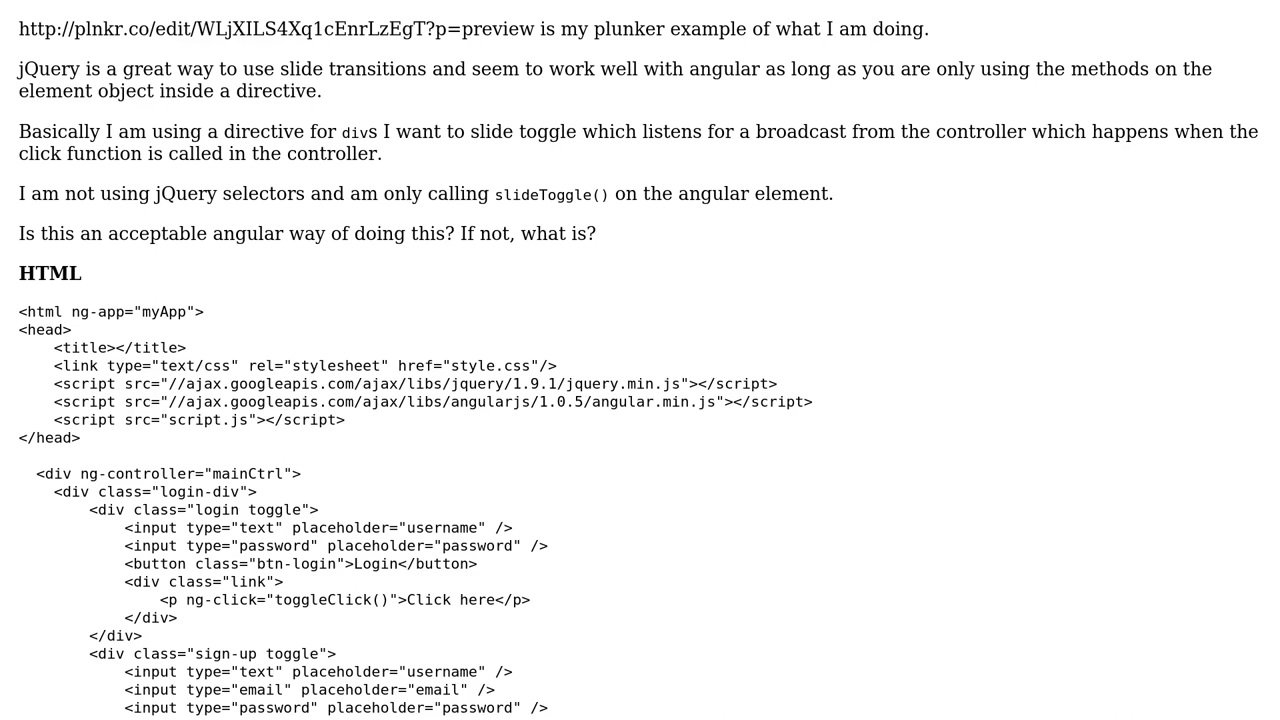 http://plnkr.co/edit/WLjXILS4Xq1cEnrLzEgT?p=preview is my plunker example of what I am doing.
jQuery is a great way to use slide transitions and seem to work well with angular as long as you are only using the methods on the
element object inside a directive.
Basically I am using a directive for divs I want to slide toggle which listens for a broadcast from the controller which happens when the
click function is called in the controller.
I am not using jQuery selectors and am only calling slideToggle() on the angular element.
Is this an acceptable angular way of doing this? If not, what is?
HTML
<html ng-app="myApp">
<head>
    <title></title>
    <link type="text/css" rel="stylesheet" href="style.css"/>
    <script src="//ajax.googleapis.com/ajax/libs/jquery/1.9.1/jquery.min.js"></script>
    <script src="//ajax.googleapis.com/ajax/libs/angularjs/1.0.5/angular.min.js"></script>
    <script src="script.js"></script>
</head>
  <div ng-controller="mainCtrl">
    <div class="login-div">
        <div class="login toggle">
            <input type="text" placeholder="username" />
            <input type="password" placeholder="password" />
            <button class="btn-login">Login</button>
            <div class="link">
                <p ng-click="toggleClick()">Click here</p>
            </div>
        </div>
        <div class="sign-up toggle">
            <input type="text" placeholder="username" />
            <input type="email" placeholder="email" />
            <input type="password" placeholder="password" />